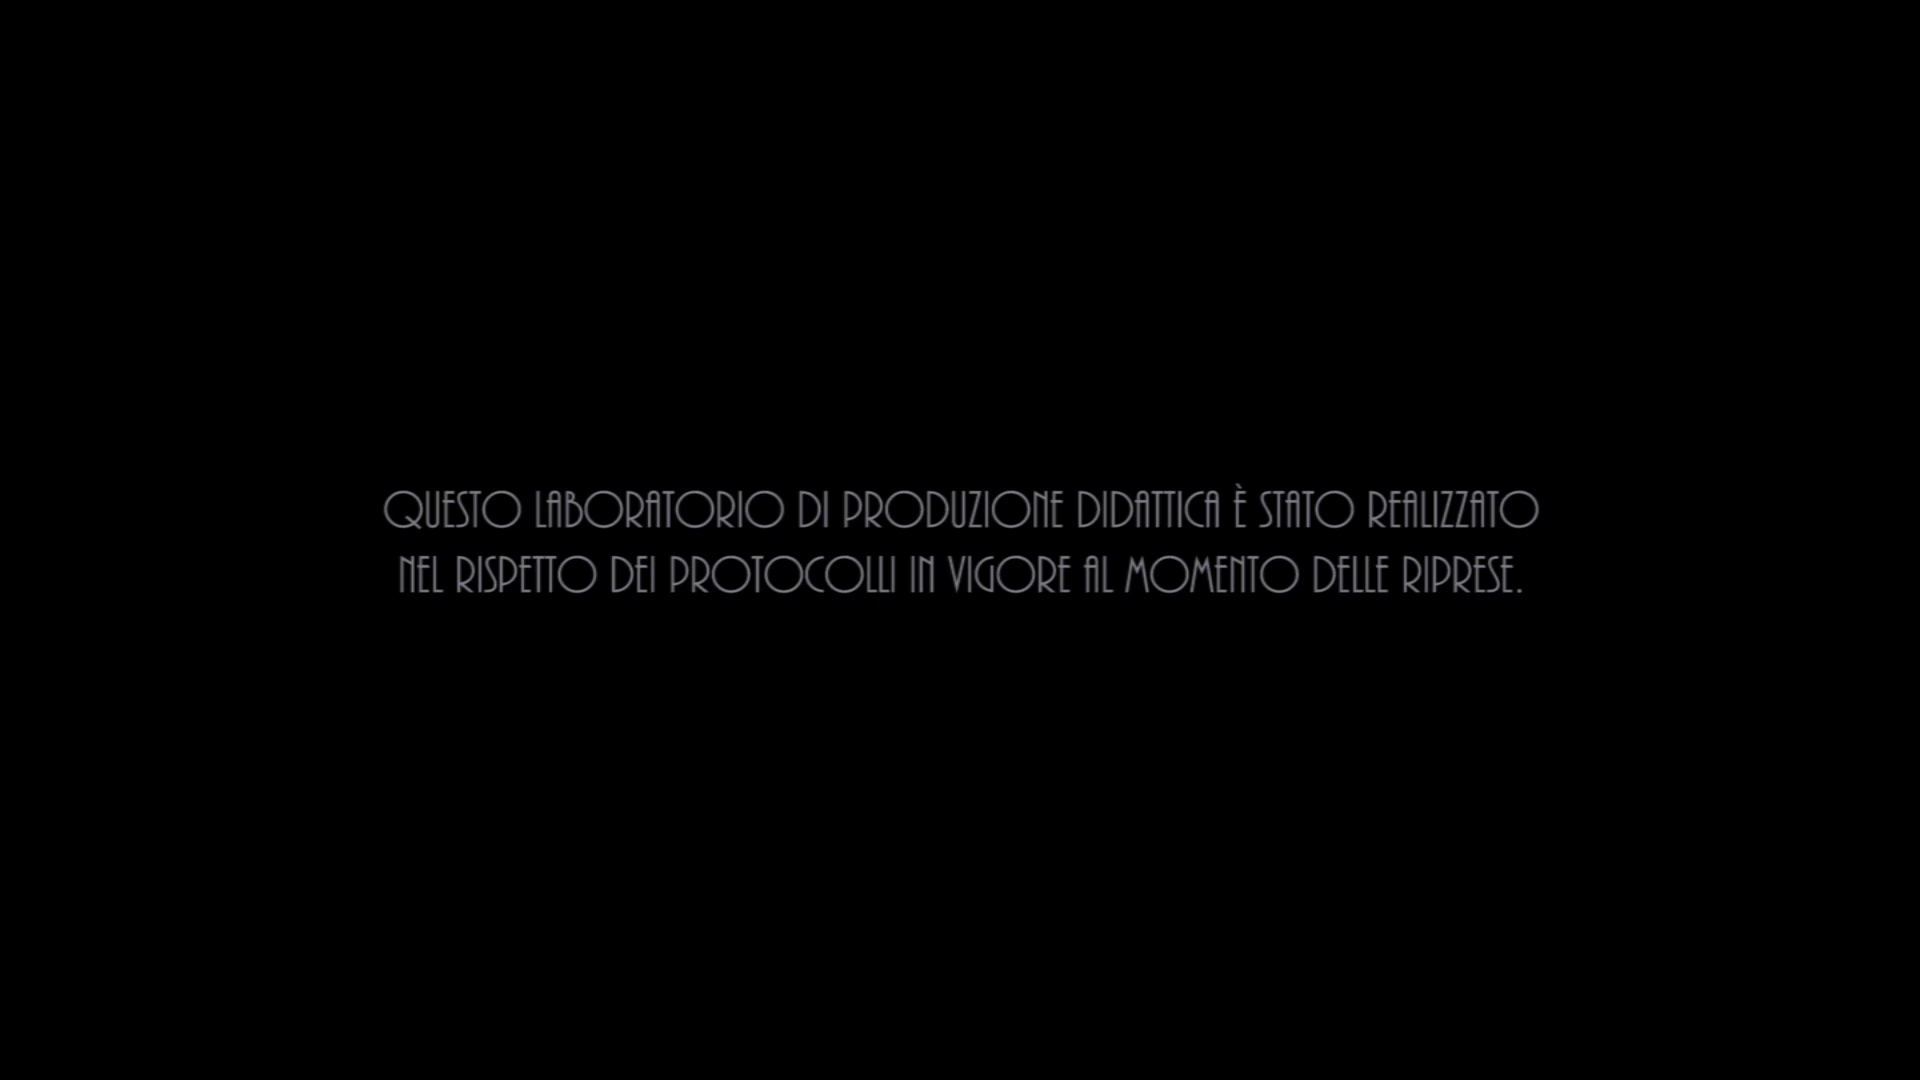 QUESTO LABORATORIO DI PRODUZIONE DIDATTICA È STATO REALIZZATO
NEL RISPETTO DEI PROTOCOLLI IN VIGORE AL MOMENTO DELLE RIPRESE.